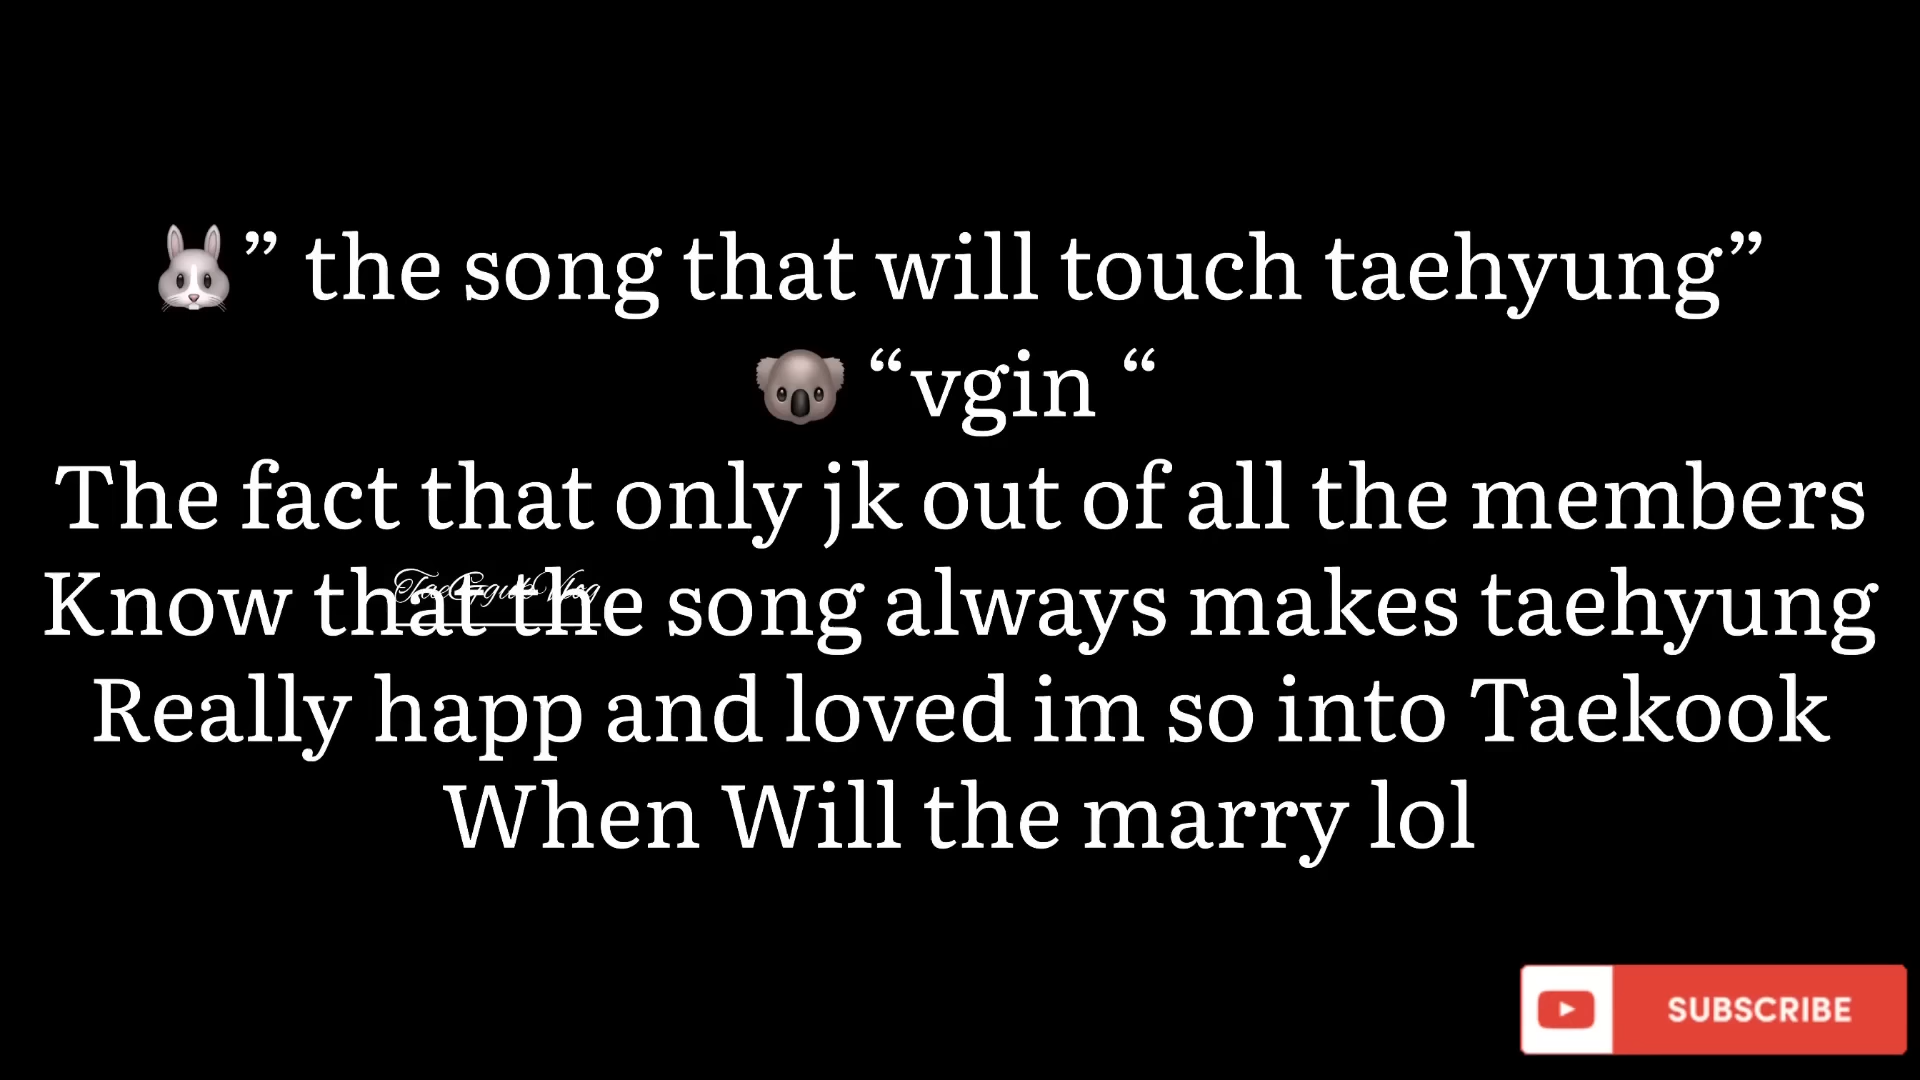 🐰” the song that will touch taehyung”
🐨 “vgin “
The fact that only jk out of all the members
Know that the song always makes taehyung
TaeGgukVlog
Really happ and loved im so into Taekook
When Will the marry lol
SUBSCRIBE